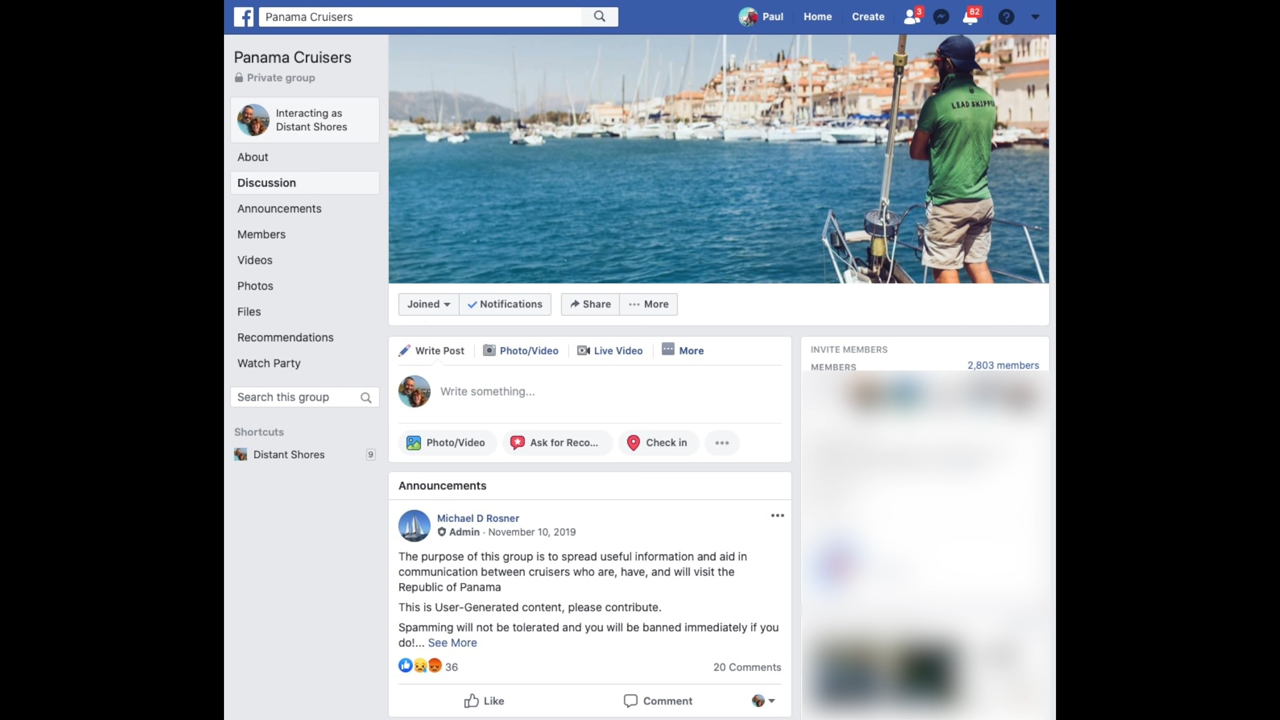 Panama Cruisers
Paul
Home
Create
3
82
Panama Cruisers
Private group
Interacting as
Distant Shores
About
Discussion
Announcements
Members
Videos
Photos
Files
Recommendations
Watch Party
Search this group
Shortcuts
Distant Shores
9
LEAD SKIPPE
Joined
Notifications
Share
More
Write Post
Photo/Video
Live Video
More
Write something...
Photo/Video
Ask for Reco...
Check in
INVITE MEMBERS
MEMBERS
2,803 members
Announcements
Michael D Rosner
Admin · November 10, 2019
The purpose of this group is to spread useful information and aid in
communication between cruisers who are, have, and will visit the
Republic of Panama
This is User-Generated content, please contribute.
Spamming will not be tolerated and you will be banned immediately if you
do!... See More
36
20 Comments
Like
Comment